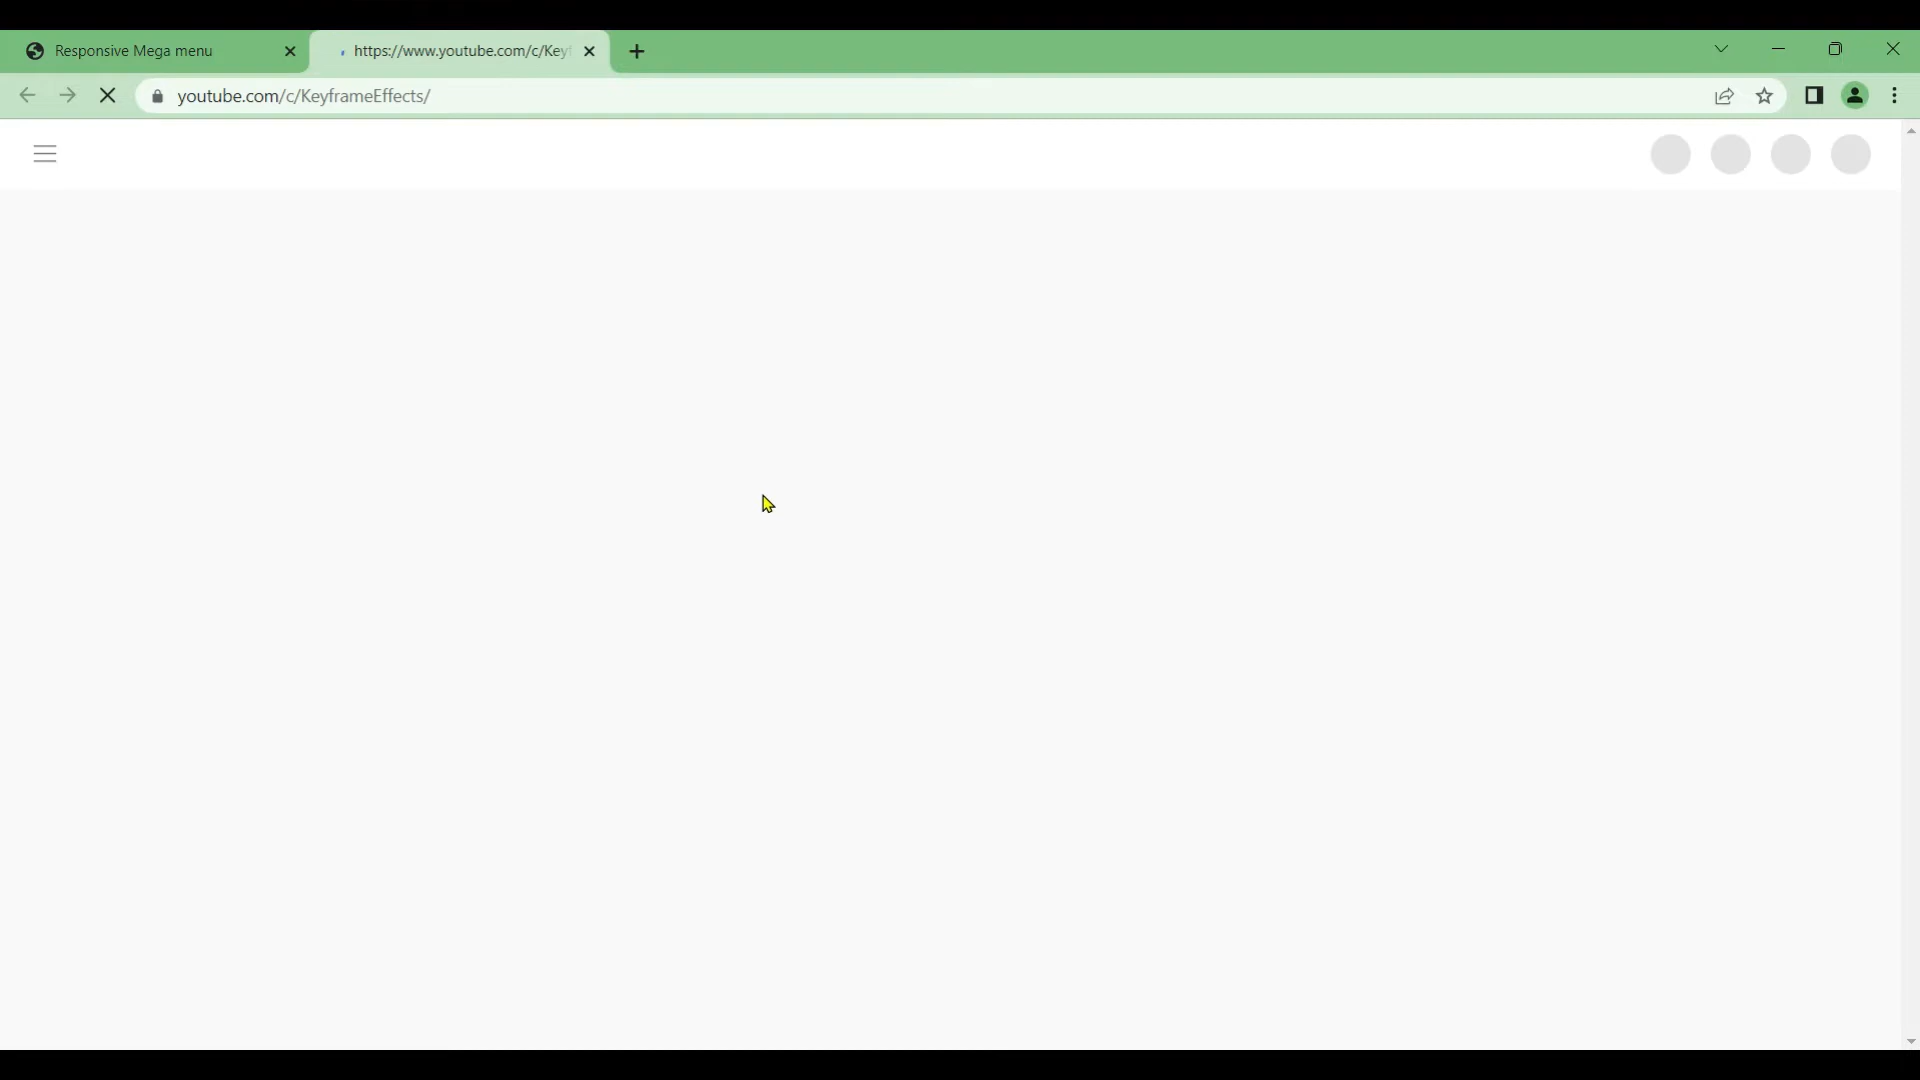 Responsive Mega menu
https://www.youtube.com/c/Key
youtube.com/c/KeyframeEffects/